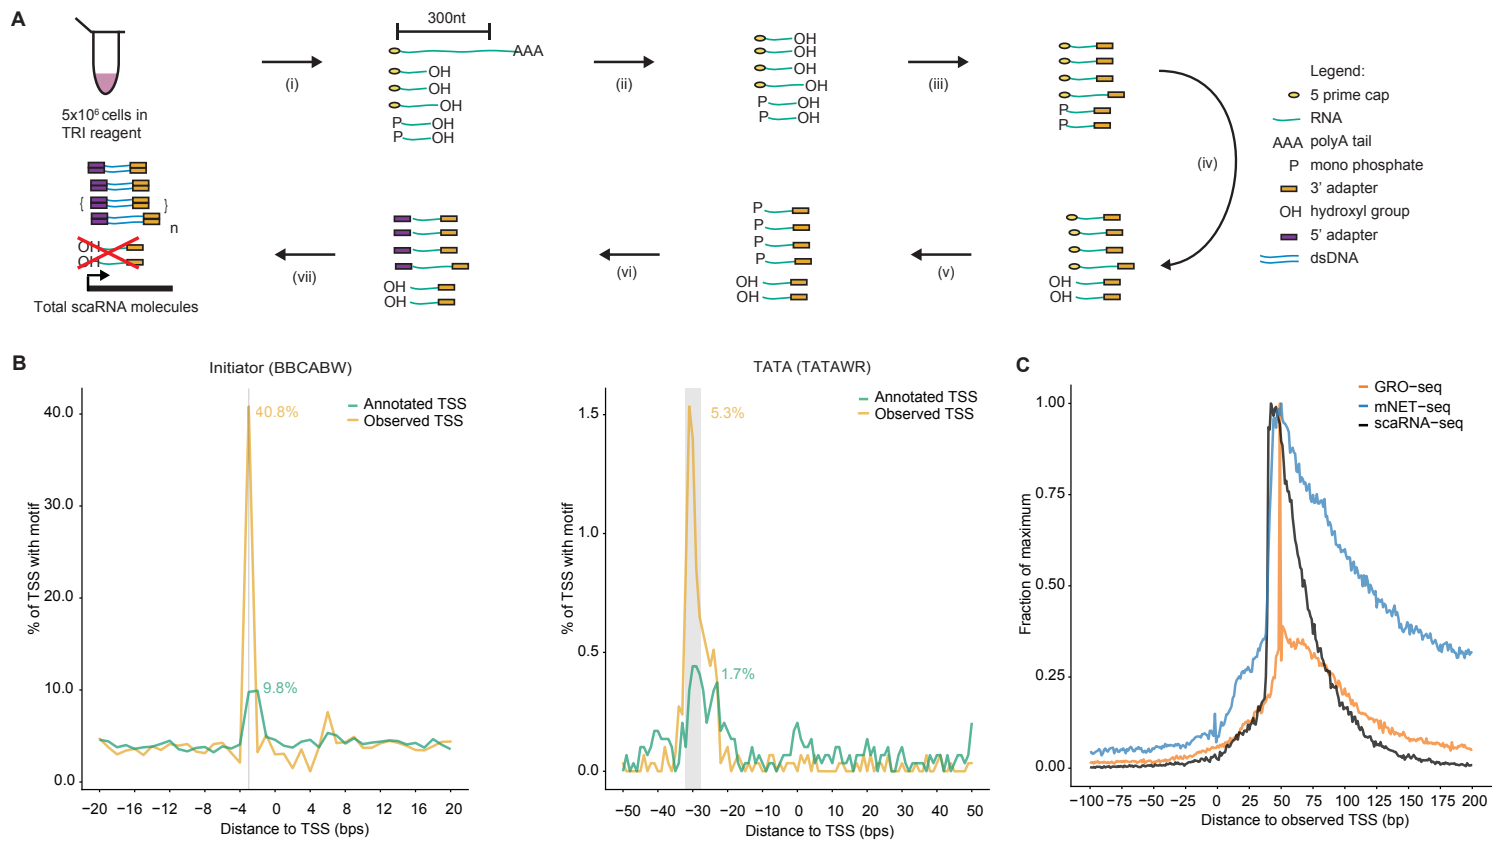 A
300nt
AAA
OH
OH
OH
P OH
P OH
(i)
5x10⁶ cells in
TRI reagent
(ii)
OH
OH
OH
OH
P OH
P OH
(iii)
P
P
(iv)
Legend:
5 prime cap
RNA
AAA polyA tail
P mono phosphate
3’ adapter
OH hydroxyl group
5’ adapter
dsDNA
OH
OH
(v)
P
P
P
P
OH
OH
(vi)
OH
OH
(vii)
{ }
n
OH
OH
Total scaRNA molecules
B
Initiator (BBCABW)
Annotated TSS
Observed TSS
40.8%
9.8%
% of TSS with motif
40.0
30.0
20.0
10.0
0.0
−20 −16 −12 −8 −4 0 4 8 12 16 20
Distance to TSS (bps)
TATA (TATAWR)
Annotated TSS
Observed TSS
5.3%
1.7%
% of TSS with motif
1.5
1.0
0.5
0.0
−50 −40 −30 −20 −10 0 10 20 30 40 50
Distance to TSS (bps)
C
GRO−seq
mNET−seq
scaRNA−seq
Fraction of maximum
1.00
0.75
0.50
0.25
0.00
−100 −75 −50 −25 0 25 50 75 100 125 150 175 200
Distance to observed TSS (bp)